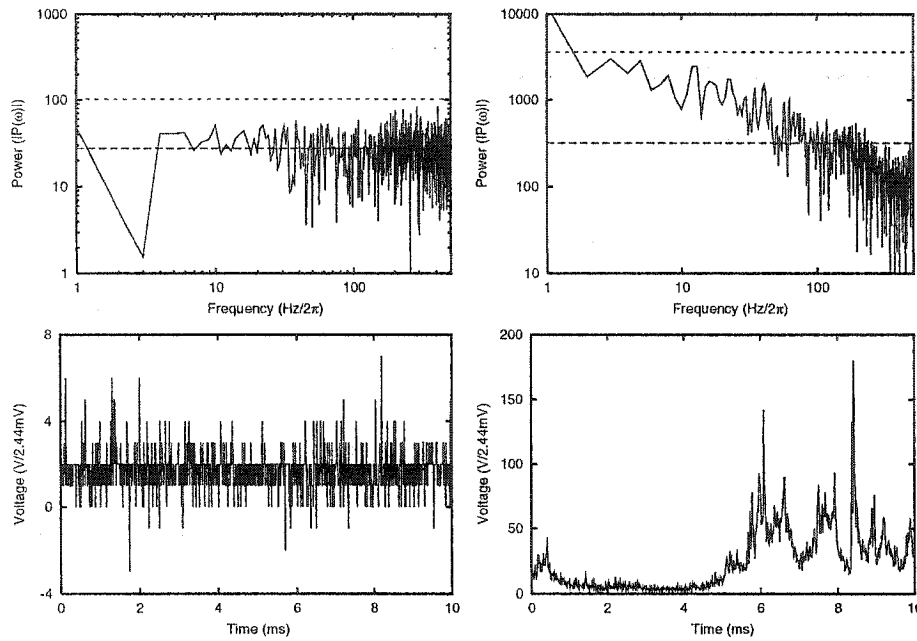 1000
100
10
1
Power (|P(ω)|)
1 10 100
Frequency (Hz/2π)
10000
1000
100
10
Power (|P(ω)|)
1 10 100
Frequency (Hz/2π)
8
4
0
-4
Voltage (V/2.44mV)
0 2 4 6 8 10
Time (ms)
200
150
100
50
0
Voltage (V/2.44mV)
0 2 4 6 8 10
Time (ms)